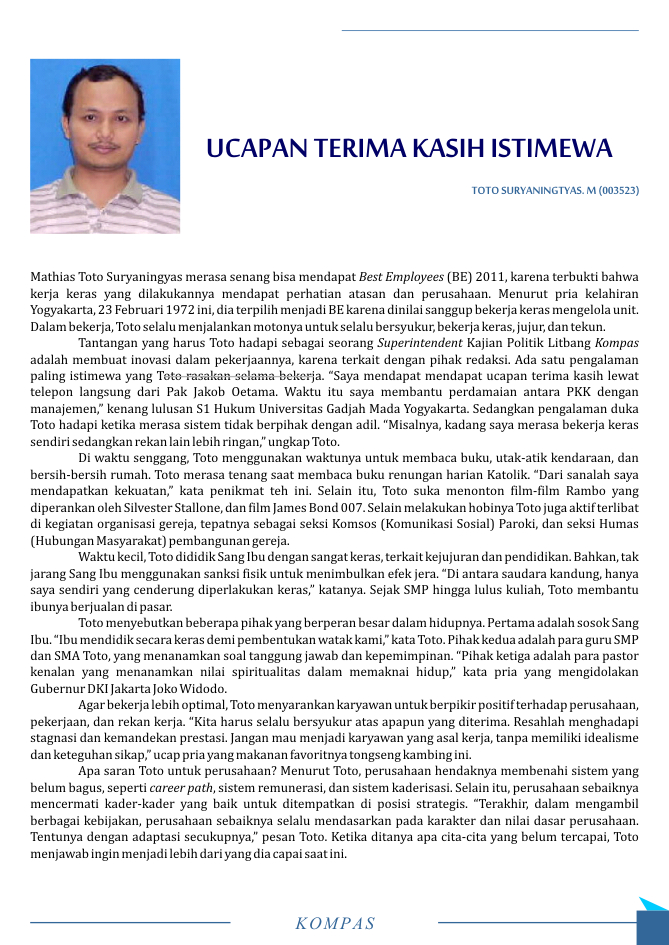 UCAPAN TERIMA KASIH ISTIMEWA
TOTO SURYANINGTYAS. M (003523)
Mathias Toto Suryaningyas merasa senang bisa mendapat Best Employees (BE) 2011, karena terbukti bahwa
kerja keras yang dilakukannya mendapat perhatian atasan dan perusahaan. Menurut pria kelahiran
Yogyakarta, 23 Februari 1972 ini, dia terpilih menjadi BE karena dinilai sanggup bekerja keras mengelola unit.
Dalam bekerja, Toto selalu menjalankan motonya untuk selalu bersyukur, bekerja keras, jujur, dan tekun.
Tantangan yang harus Toto hadapi sebagai seorang Superintendent Kajian Politik Litbang Kompas
adalah membuat inovasi dalam pekerjaannya, karena terkait dengan pihak redaksi. Ada satu pengalaman
paling istimewa yang Toto rasakan selama bekerja. “Saya mendapat mendapat ucapan terima kasih lewat
telepon langsung dari Pak Jakob Oetama. Waktu itu saya membantu perdamaian antara PKK dengan
manajemen,” kenang lulusan S1 Hukum Universitas Gadjah Mada Yogyakarta. Sedangkan pengalaman duka
Toto hadapi ketika merasa sistem tidak berpihak dengan adil. “Misalnya, kadang saya merasa bekerja keras
sendiri sedangkan rekan lain lebih ringan,” ungkap Toto.
Di waktu senggang, Toto menggunakan waktunya untuk membaca buku, utak-atik kendaraan, dan
bersih-bersih rumah. Toto merasa tenang saat membaca buku renungan harian Katolik. “Dari sanalah saya
mendapatkan kekuatan,” kata penikmat teh ini. Selain itu, Toto suka menonton film-film Rambo yang
diperankan oleh Silvester Stallone, dan film James Bond 007. Selain melakukan hobinya Toto juga aktif terlibat
di kegiatan organisasi gereja, tepatnya sebagai seksi Komsos (Komunikasi Sosial) Paroki, dan seksi Humas
(Hubungan Masyarakat) pembangunan gereja.
Waktu kecil, Toto dididik Sang Ibu dengan sangat keras, terkait kejujuran dan pendidikan. Bahkan, tak
jarang Sang Ibu menggunakan sanksi fisik untuk menimbulkan efek jera. “Di antara saudara kandung, hanya
saya sendiri yang cenderung diperlakukan keras,” katanya. Sejak SMP hingga lulus kuliah, Toto membantu
ibunya berjualan di pasar.
Toto menyebutkan beberapa pihak yang berperan besar dalam hidupnya. Pertama adalah sosok Sang
Ibu. “Ibu mendidik secara keras demi pembentukan watak kami,” kata Toto. Pihak kedua adalah para guru SMP
dan SMA Toto, yang menanamkan soal tanggung jawab dan kepemimpinan. “Pihak ketiga adalah para pastor
kenalan yang menanamkan nilai spiritualitas dalam memaknai hidup,” kata pria yang mengidolakan
Gubernur DKI Jakarta Joko Widodo.
Agar bekerja lebih optimal, Toto menyarankan karyawan untuk berpikir positif terhadap perusahaan,
pekerjaan, dan rekan kerja. “Kita harus selalu bersyukur atas apapun yang diterima. Resahlah menghadapi
stagnasi dan kemandekan prestasi. Jangan mau menjadi karyawan yang asal kerja, tanpa memiliki idealisme
dan keteguhan sikap,” ucap pria yang makanan favoritnya tongseng kambing ini.
Apa saran Toto untuk perusahaan? Menurut Toto, perusahaan hendaknya membenahi sistem yang
belum bagus, seperti career path, sistem remunerasi, dan sistem kaderisasi. Selain itu, perusahaan sebaiknya
mencermati kader-kader yang baik untuk ditempatkan di posisi strategis. “Terakhir, dalam mengambil
berbagai kebijakan, perusahaan sebaiknya selalu mendasarkan pada karakter dan nilai dasar perusahaan.
Tentunya dengan adaptasi secukupnya,” pesan Toto. Ketika ditanya apa cita-cita yang belum tercapai, Toto
menjawab ingin menjadi lebih dari yang dia capai saat ini.
KOMPAS